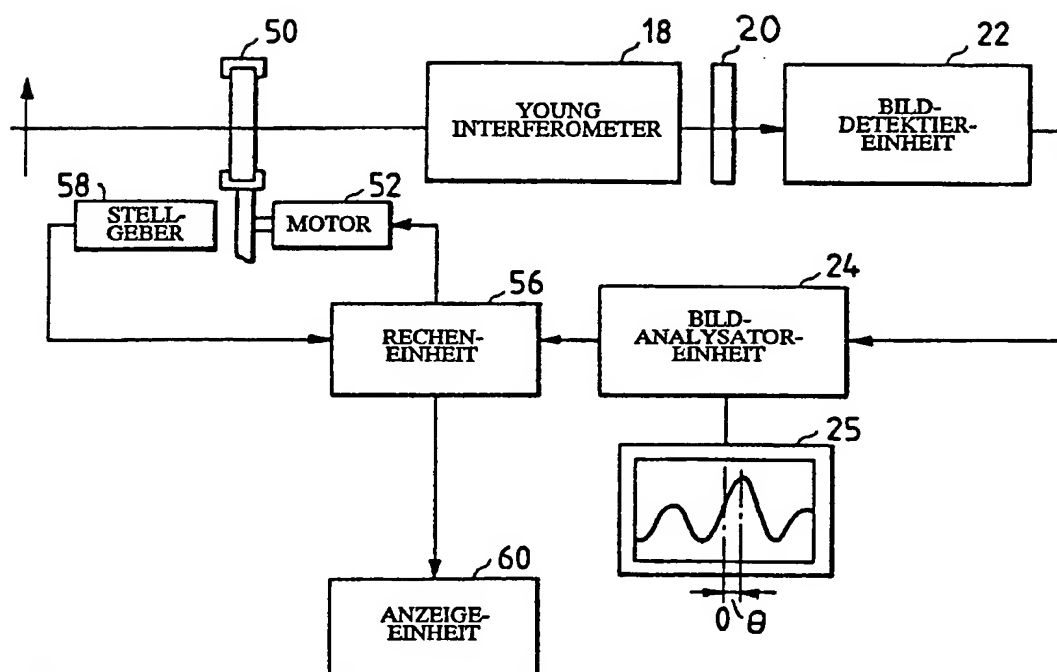 50
18
20
22
YOUNG
INTERFEROMETER
BILD-
DETEKTIER-
EINHEIT
58
STELL-
GEBER
52
MOTOR
56
RECHEN-
EINHEIT
24
BILD-
ANALYSATOR-
EINHEIT
25
0 θ
60
ANZEIGE-
EINHEIT